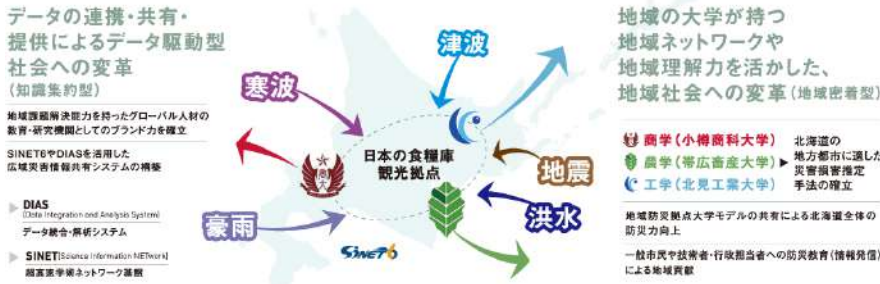 データの連携・共有・
提供によるデータ駆動型
社会への変革
(知識集約型)
地域課題解決能力を持ったグローバル人材の
教育・研究機関としてのブランド力を確立
SINET6やDIASを活用した
広域災害情報共有システムの構築
DIAS
(Data Integration and Analysis System)
データ統合・解析システム
SINET(Science Information NETwork)
超高速学術ネットワーク基盤
寒波
津波
日本の食糧庫
観光拠点
地震
豪雨
洪水
SINET6
地域の大学が持つ
地域ネットワークや
地域理解力を活かした、
地域社会への変革(地域密着型)
商学(小樽商科大学)
農学(帯広畜産大学)
工学(北見工業大学)
北海道の
地方都市に適した
災害損害推定
手法の確立
地域防災拠点大学モデルの共有による北海道全体の
防災力向上
一般市民や技術者・行政担当者への防災教育(情報発信)
による地域貢献